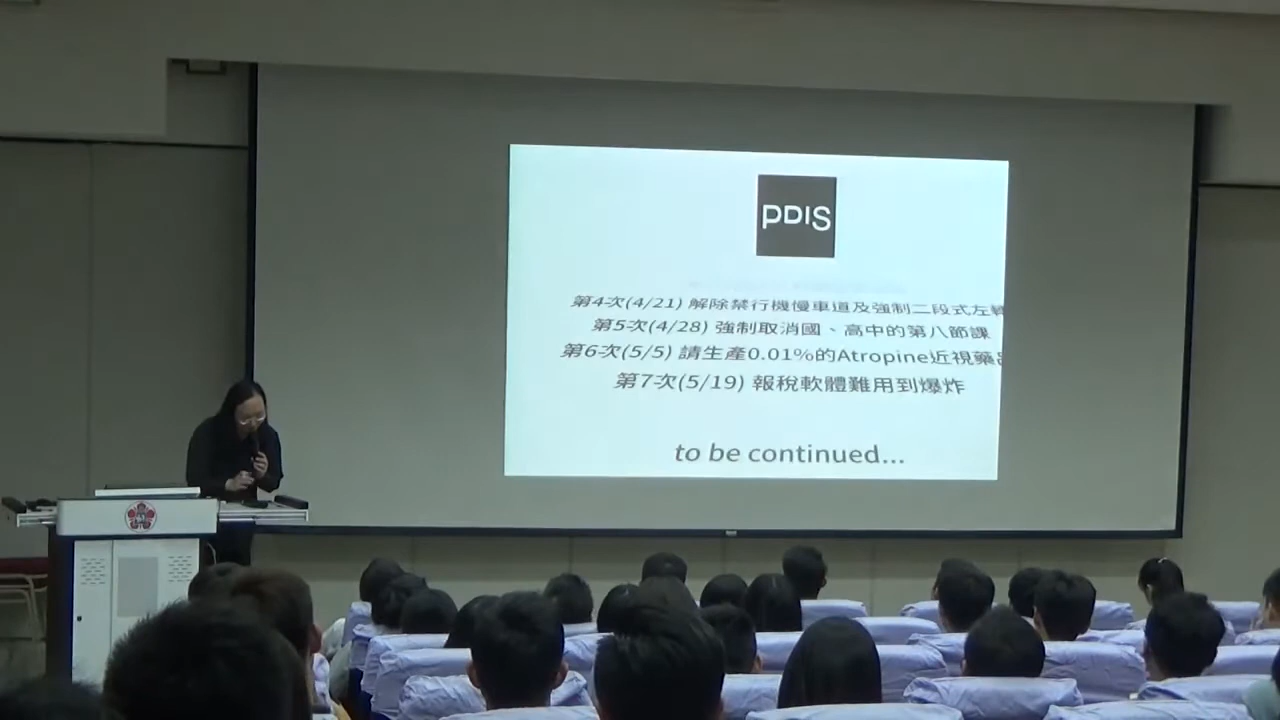 PDIS
第4次(4/21) 解除禁行機慢車道及強制二段式左轉
第5次(4/28) 強制取消國、高中的第八節課
第6次(5/5) 請生產0.01%的Atropine近視藥
第7次(5/19) 報稅軟體難用到爆炸
to be continued...